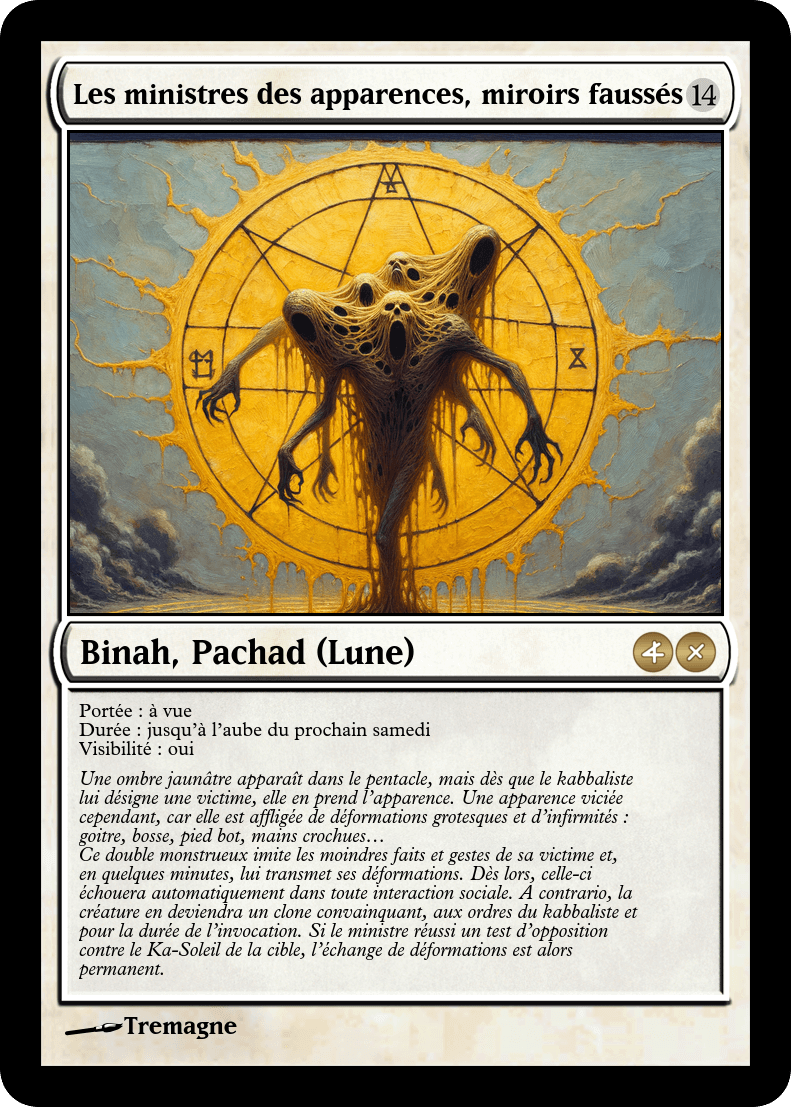 Les ministres des apparences, miroirs faussés 14
Binah, Pachad (Lune)
Portée : à vue
Durée : jusqu'à l'aube du prochain samedi
Visibilité : oui
Une ombre jaunâtre apparaît dans le pentacle, mais dès que le kabbaliste
lui désigne une victime, elle en prend l'apparence. Une apparence viciée
cependant, car elle est affligée de déformations grotesques et d'infirmités :
goitre, bosse, pied bot, mains crochues…
Ce double monstrueux imite les moindres faits et gestes de sa victime et,
en quelques minutes, lui transmet ses déformations. Dès lors, celle-ci
échouera automatiquement dans toute interaction sociale. A contrario, la
créature en deviendra un clone convainquant, aux ordres du kabbaliste et
pour la durée de l'invocation. Si le ministre réussi un test d'opposition
contre le Ka-Soleil de la cible, l'échange de déformations est alors
permanent.
Tremagne